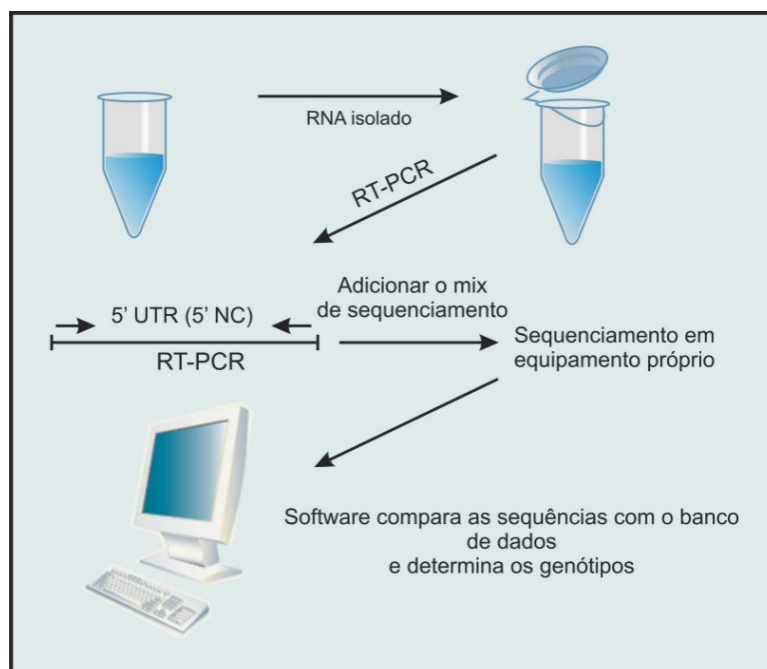 RNA isolado
RT-PCR
5’ UTR (5’ NC)
RT-PCR
Adicionar o mix
de sequenciamento
Sequenciamento em
equipamento próprio
Software compara as sequências com o banco
de dados
e determina os genótipos